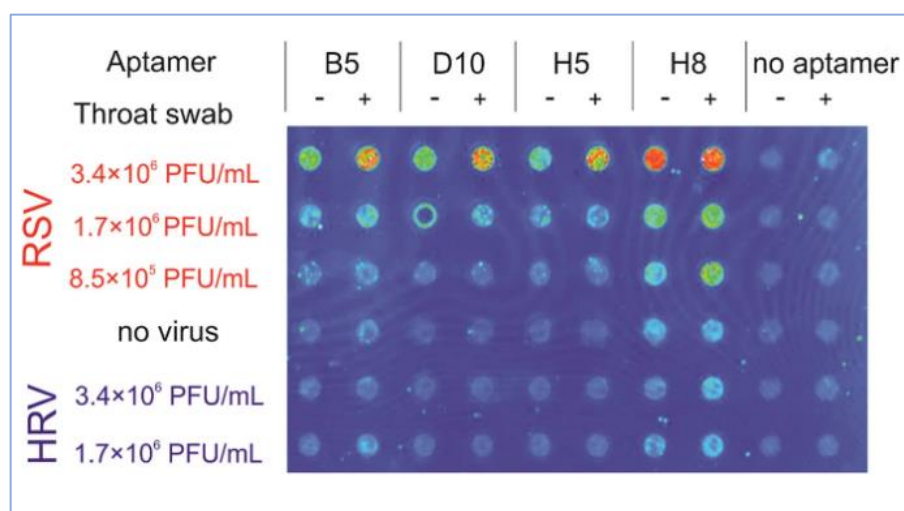 Aptamer B5 D10 H5 H8 no aptamer
Throat swab - + - + - + - + - +
RSV
3.4×10⁶ PFU/mL
1.7×10⁶ PFU/mL
8.5×10⁵ PFU/mL
no virus
HRV
3.4×10⁶ PFU/mL
1.7×10⁶ PFU/mL